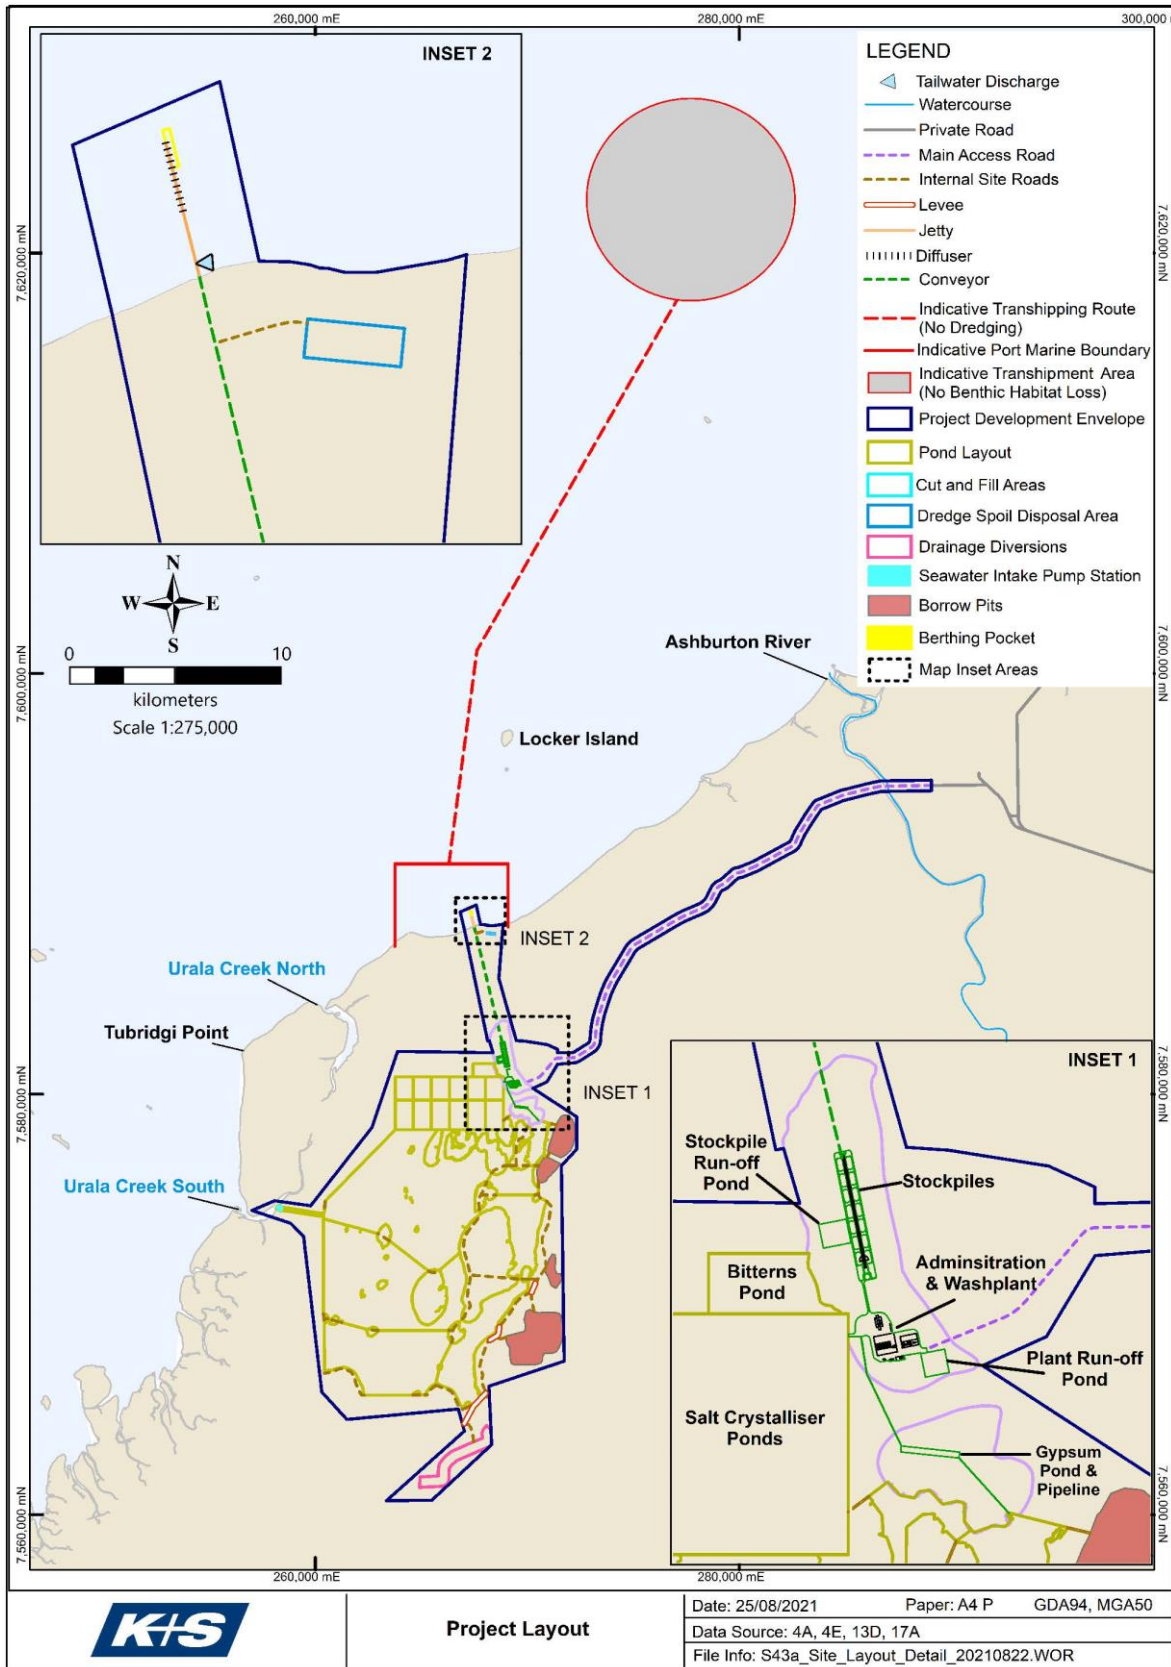 260,000 mE
280,000 mE
300,000 m
INSET 2
LEGEND
Tailwater Discharge
Watercourse
Private Road
Main Access Road
Internal Site Roads
Levee
Jetty
Diffuser
Conveyor
Indicative Transhipping Route
(No Dredging)
Indicative Port Marine Boundary
Indicative Transhipment Area
(No Benthic Habitat Loss)
Project Development Envelope
Pond Layout
Cut and Fill Areas
Dredge Spoil Disposal Area
Drainage Diversions
Seawater Intake Pump Station
Borrow Pits
Berthing Pocket
Map Inset Areas
7,620,000 mN
7,620,000 mN
N
W
E
S
0
10
kilometers
Scale 1:275,000
Ashburton River
7,600,000 mN
7,600,000 mN
Locker Island
INSET 2
Urala Creek North
Tubridgi Point
INSET 1
7,580,000 mN
7,580,000 mN
Urala Creek South
INSET 1
Stockpile
Run-off
Pond
Stockpiles
Adminsitration
& Washplant
Bitterns
Pond
Plant Run-off
Pond
Salt Crystalliser
Ponds
Gypsum
Pond &
Pipeline
7,560,000 mN
7,560,000 mN
260,000 mE
280,000 mE
K+S
Project Layout
Date: 25/08/2021
Paper: A4 P
GDA94, MGA50
Data Source: 4A, 4E, 13D, 17A
File Info: S43a_Site_Layout_Detail_20210822.WOR